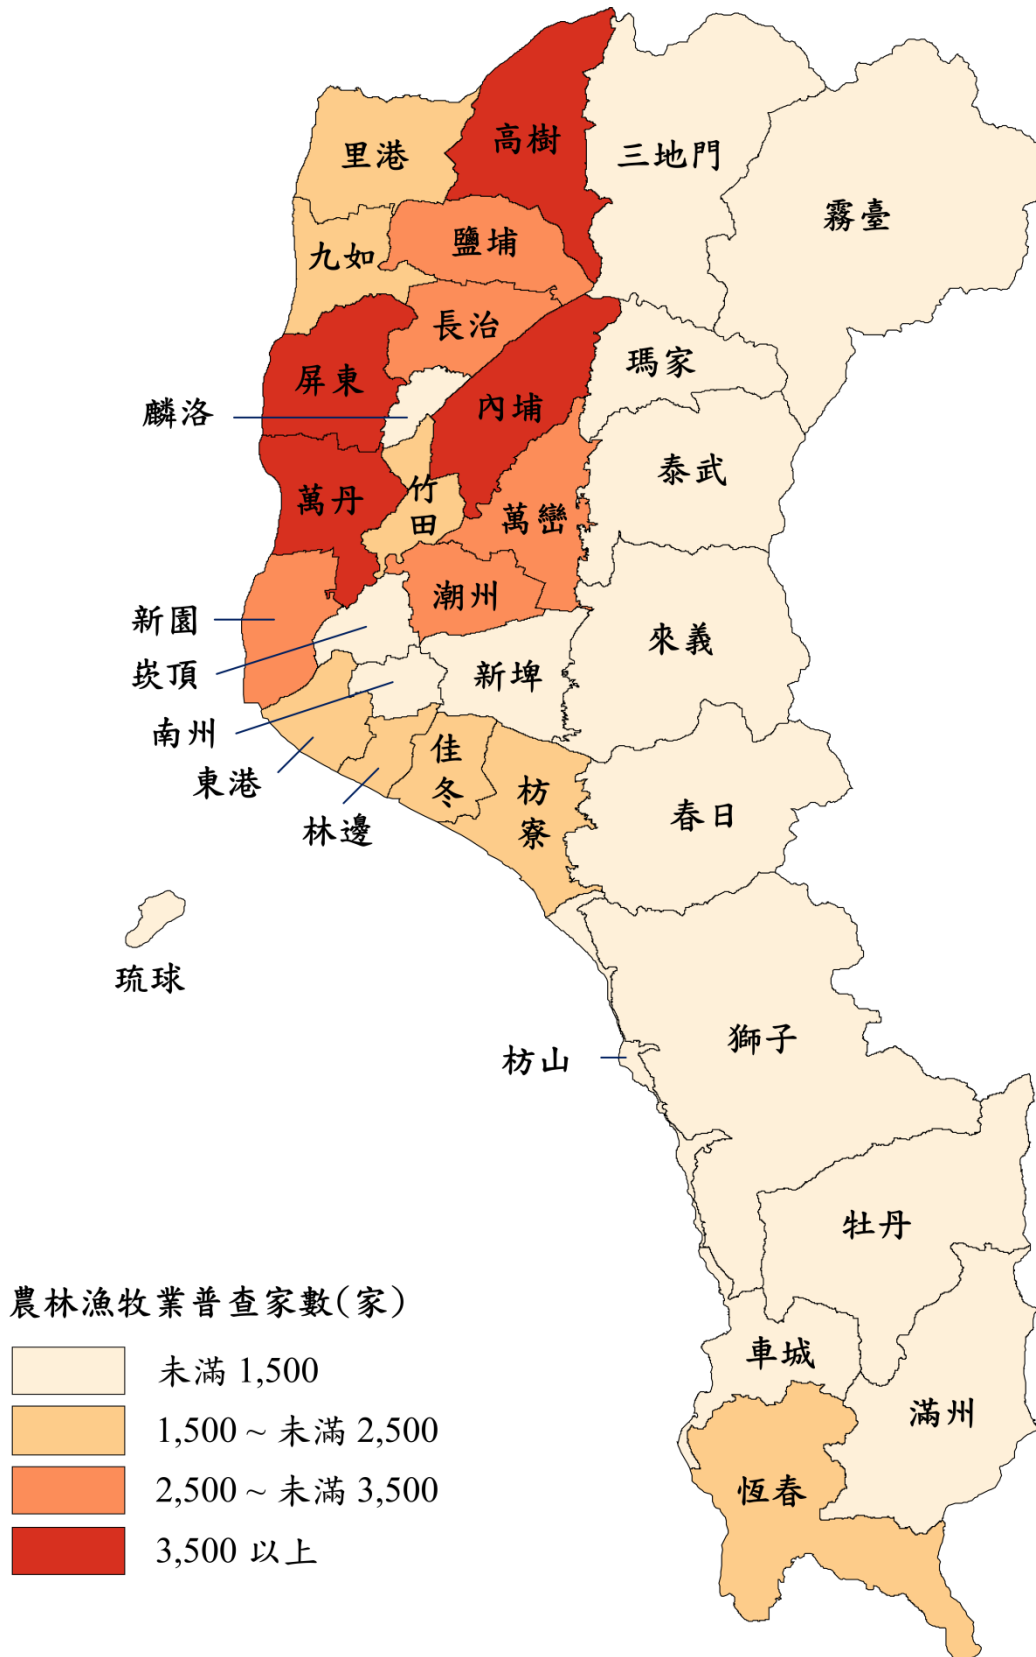 高樹
三地門
里港
霧臺
鹽埔
九如
長治
瑪家
屏東
麟洛
內埔
泰武
竹
田
萬丹
萬巒
潮州
新園
來義
崁頂
新埤
南州
東港
佳
冬
枋
寮
林邊
春日
琉球
獅子
枋山
牡丹
車城
滿州
恆春
農林漁牧業普查家數(家)
未滿 1,500
1,500 ~ 未滿 2,500
2,500 ~ 未滿 3,500
3,500 以上